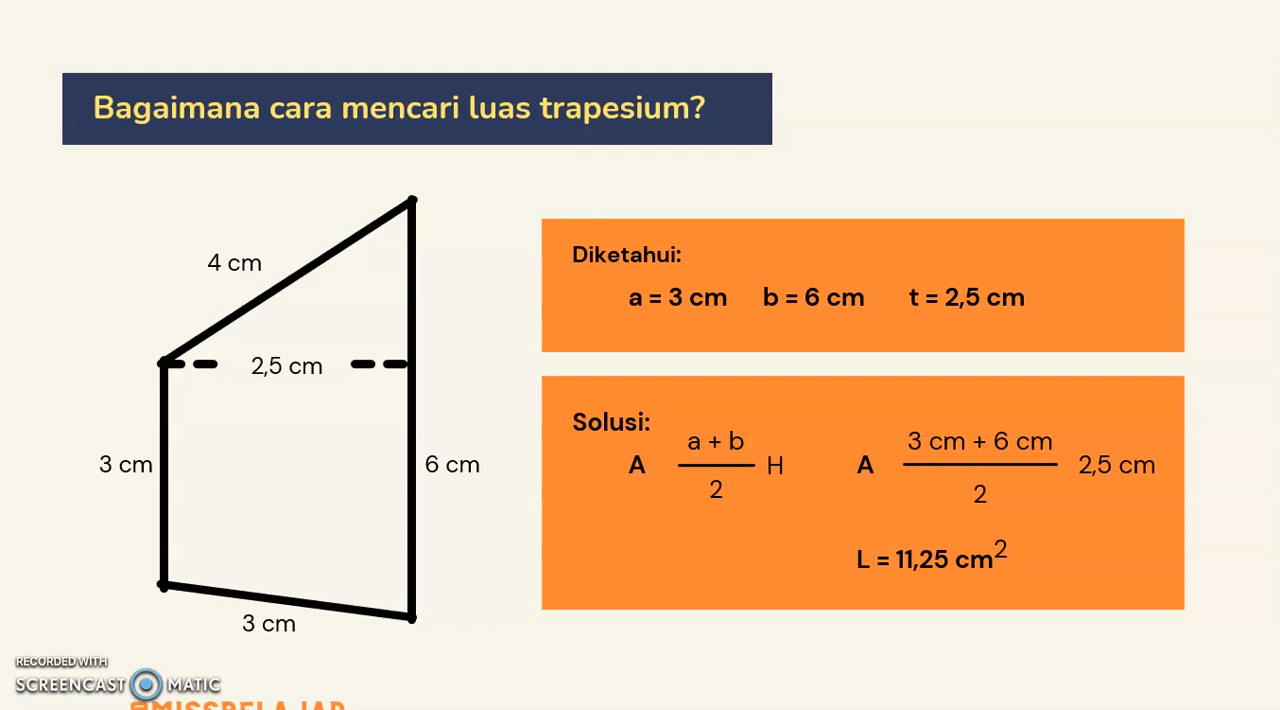 Bagaimana cara mencari luas trapesium?
4 cm
2,5 cm
3 cm
6 cm
3 cm
Diketahui:
a = 3 cm b = 6 cm t = 2,5 cm
Solusi:
A a + b H
2
A 3 cm + 6 cm 2,5 cm
2
L = 11,25 cm2
RECORDED WITH
SCREENCAST MATIC
@MISSBELAJAR